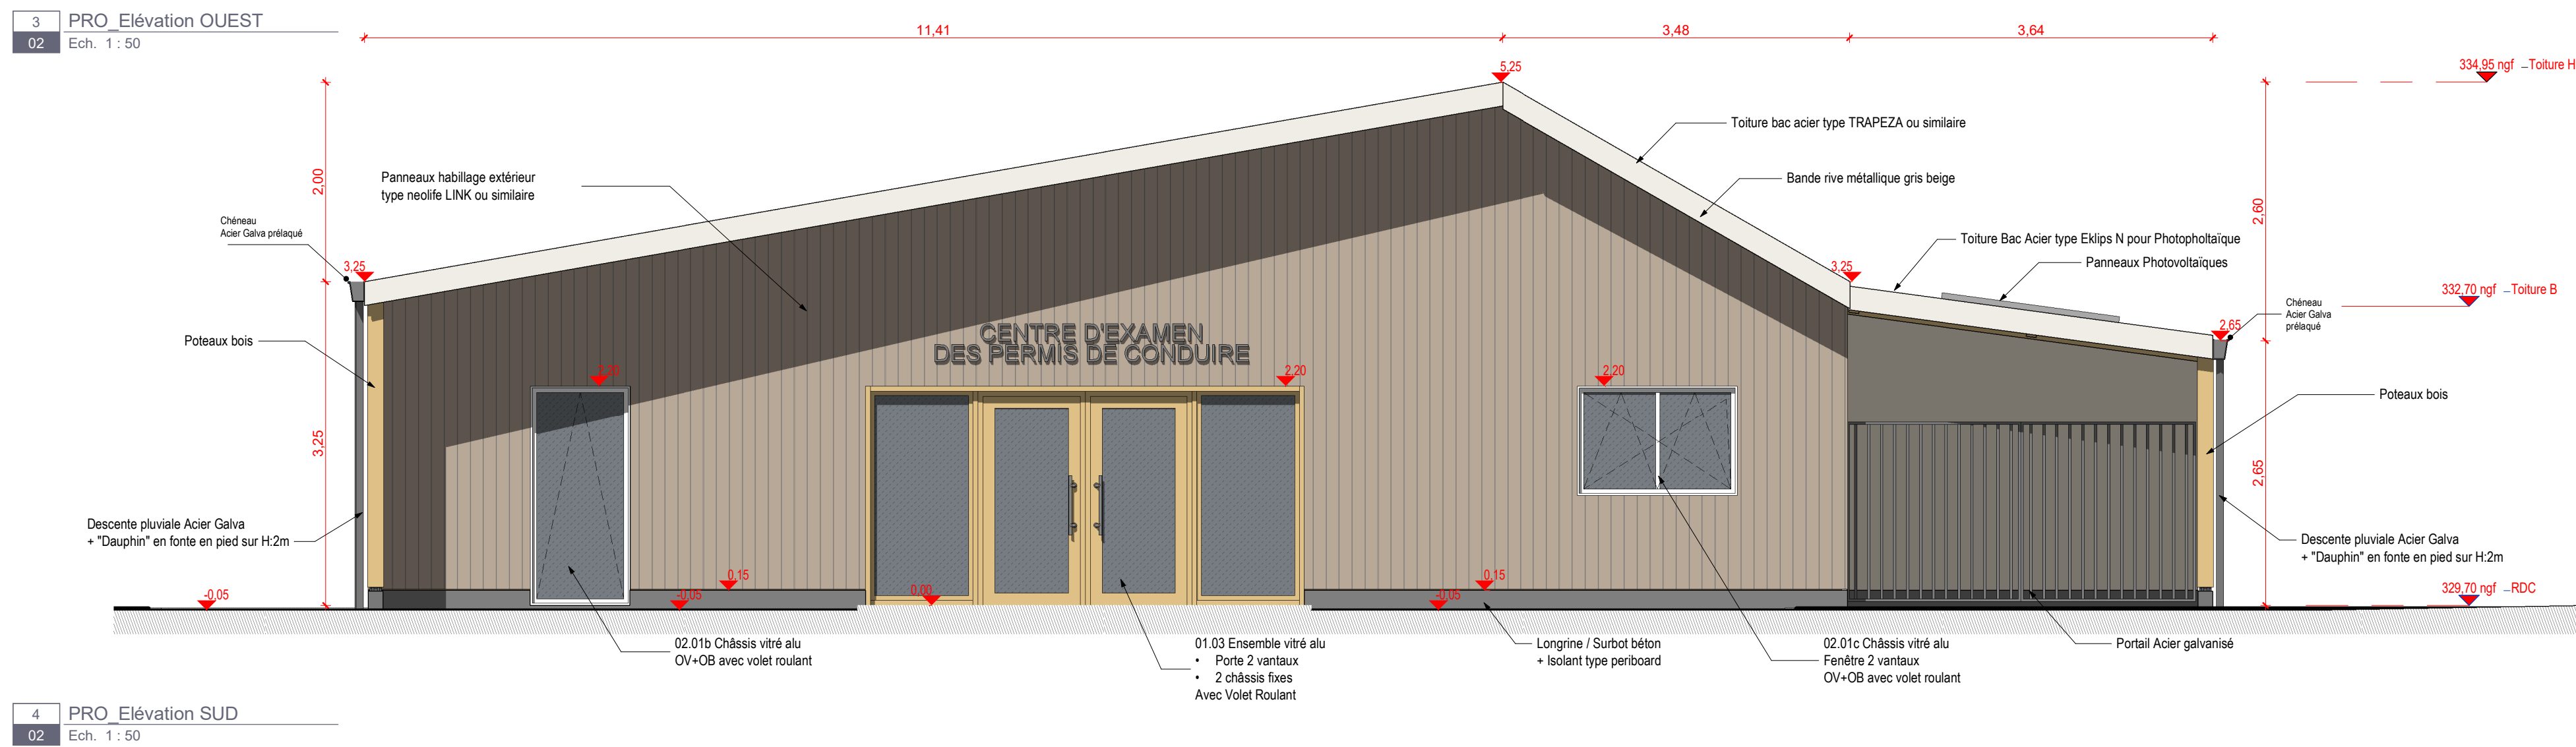 3
PRO_Elévation OUEST
02
Ech. 1 : 50
11,41
3,48
3,64
5,25
334,95 ngf
Toiture H
Toiture bac acier type TRAPEZA ou similaire
2,00
Panneaux habillage extérieur
type neolife LINK ou similaire
Bande rive métallique gris beige
2,60
Chéneau
Acier Galva prélaqué
Toiture Bac Acier type Eklips N pour Photopholtaïque
3,25
3,25
Panneaux Photovoltaïques
332,70 ngf
Toiture B
Chéneau
Acier Galva
prélaqué
2,65
CENTRE D'EXAMEN
DES PERMIS DE CONDUIRE
Poteaux bois
2,20
2,20
2,20
Poteaux bois
3,25
2,65
Descente pluviale Acier Galva
+ "Dauphin" en fonte en pied sur H:2m
Descente pluviale Acier Galva
+ "Dauphin" en fonte en pied sur H:2m
-0,05
0,15
-0,05
0,00
0,15
-0,05
329,70 ngf
RDC
02.01b Châssis vitré alu
OV+OB avec volet roulant
01.03 Ensemble vitré alu
• Porte 2 vantaux
• 2 châssis fixes
Avec Volet Roulant
Longrine / Surbot béton
+ Isolant type periboard
02.01c Châssis vitré alu
Fenêtre 2 vantaux
OV+OB avec volet roulant
Portail Acier galvanisé
4
PRO_Elévation SUD
02
Ech. 1 : 50